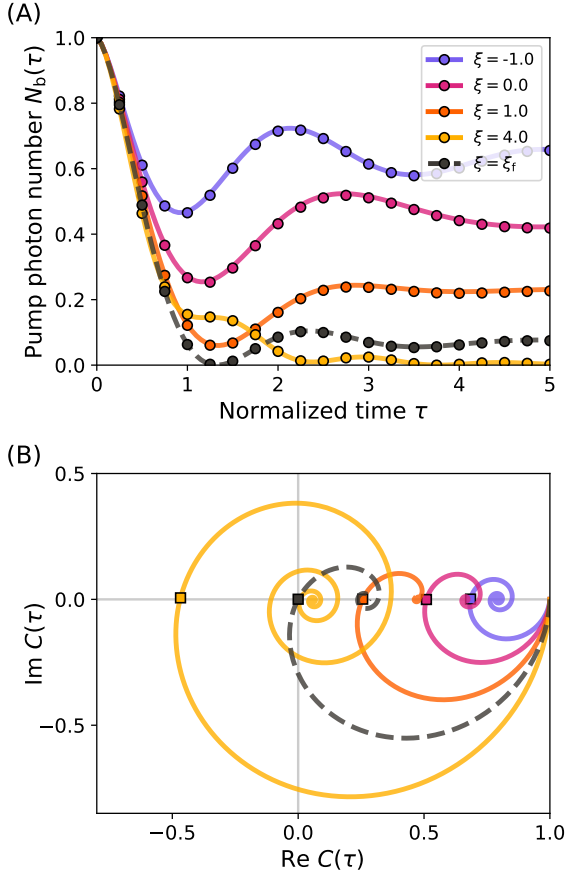 (A)
Pump photon number N_b(τ)
1.0
0.8
0.6
0.4
0.2
0.0
ξ = -1.0
ξ = 0.0
ξ = 1.0
ξ = 4.0
ξ = ξ_f
0 1 2 3 4 5
Normalized time τ
(B)
Im C(τ)
0.5
0.0
−0.5
−0.5 0.0 0.5 1.0
Re C(τ)